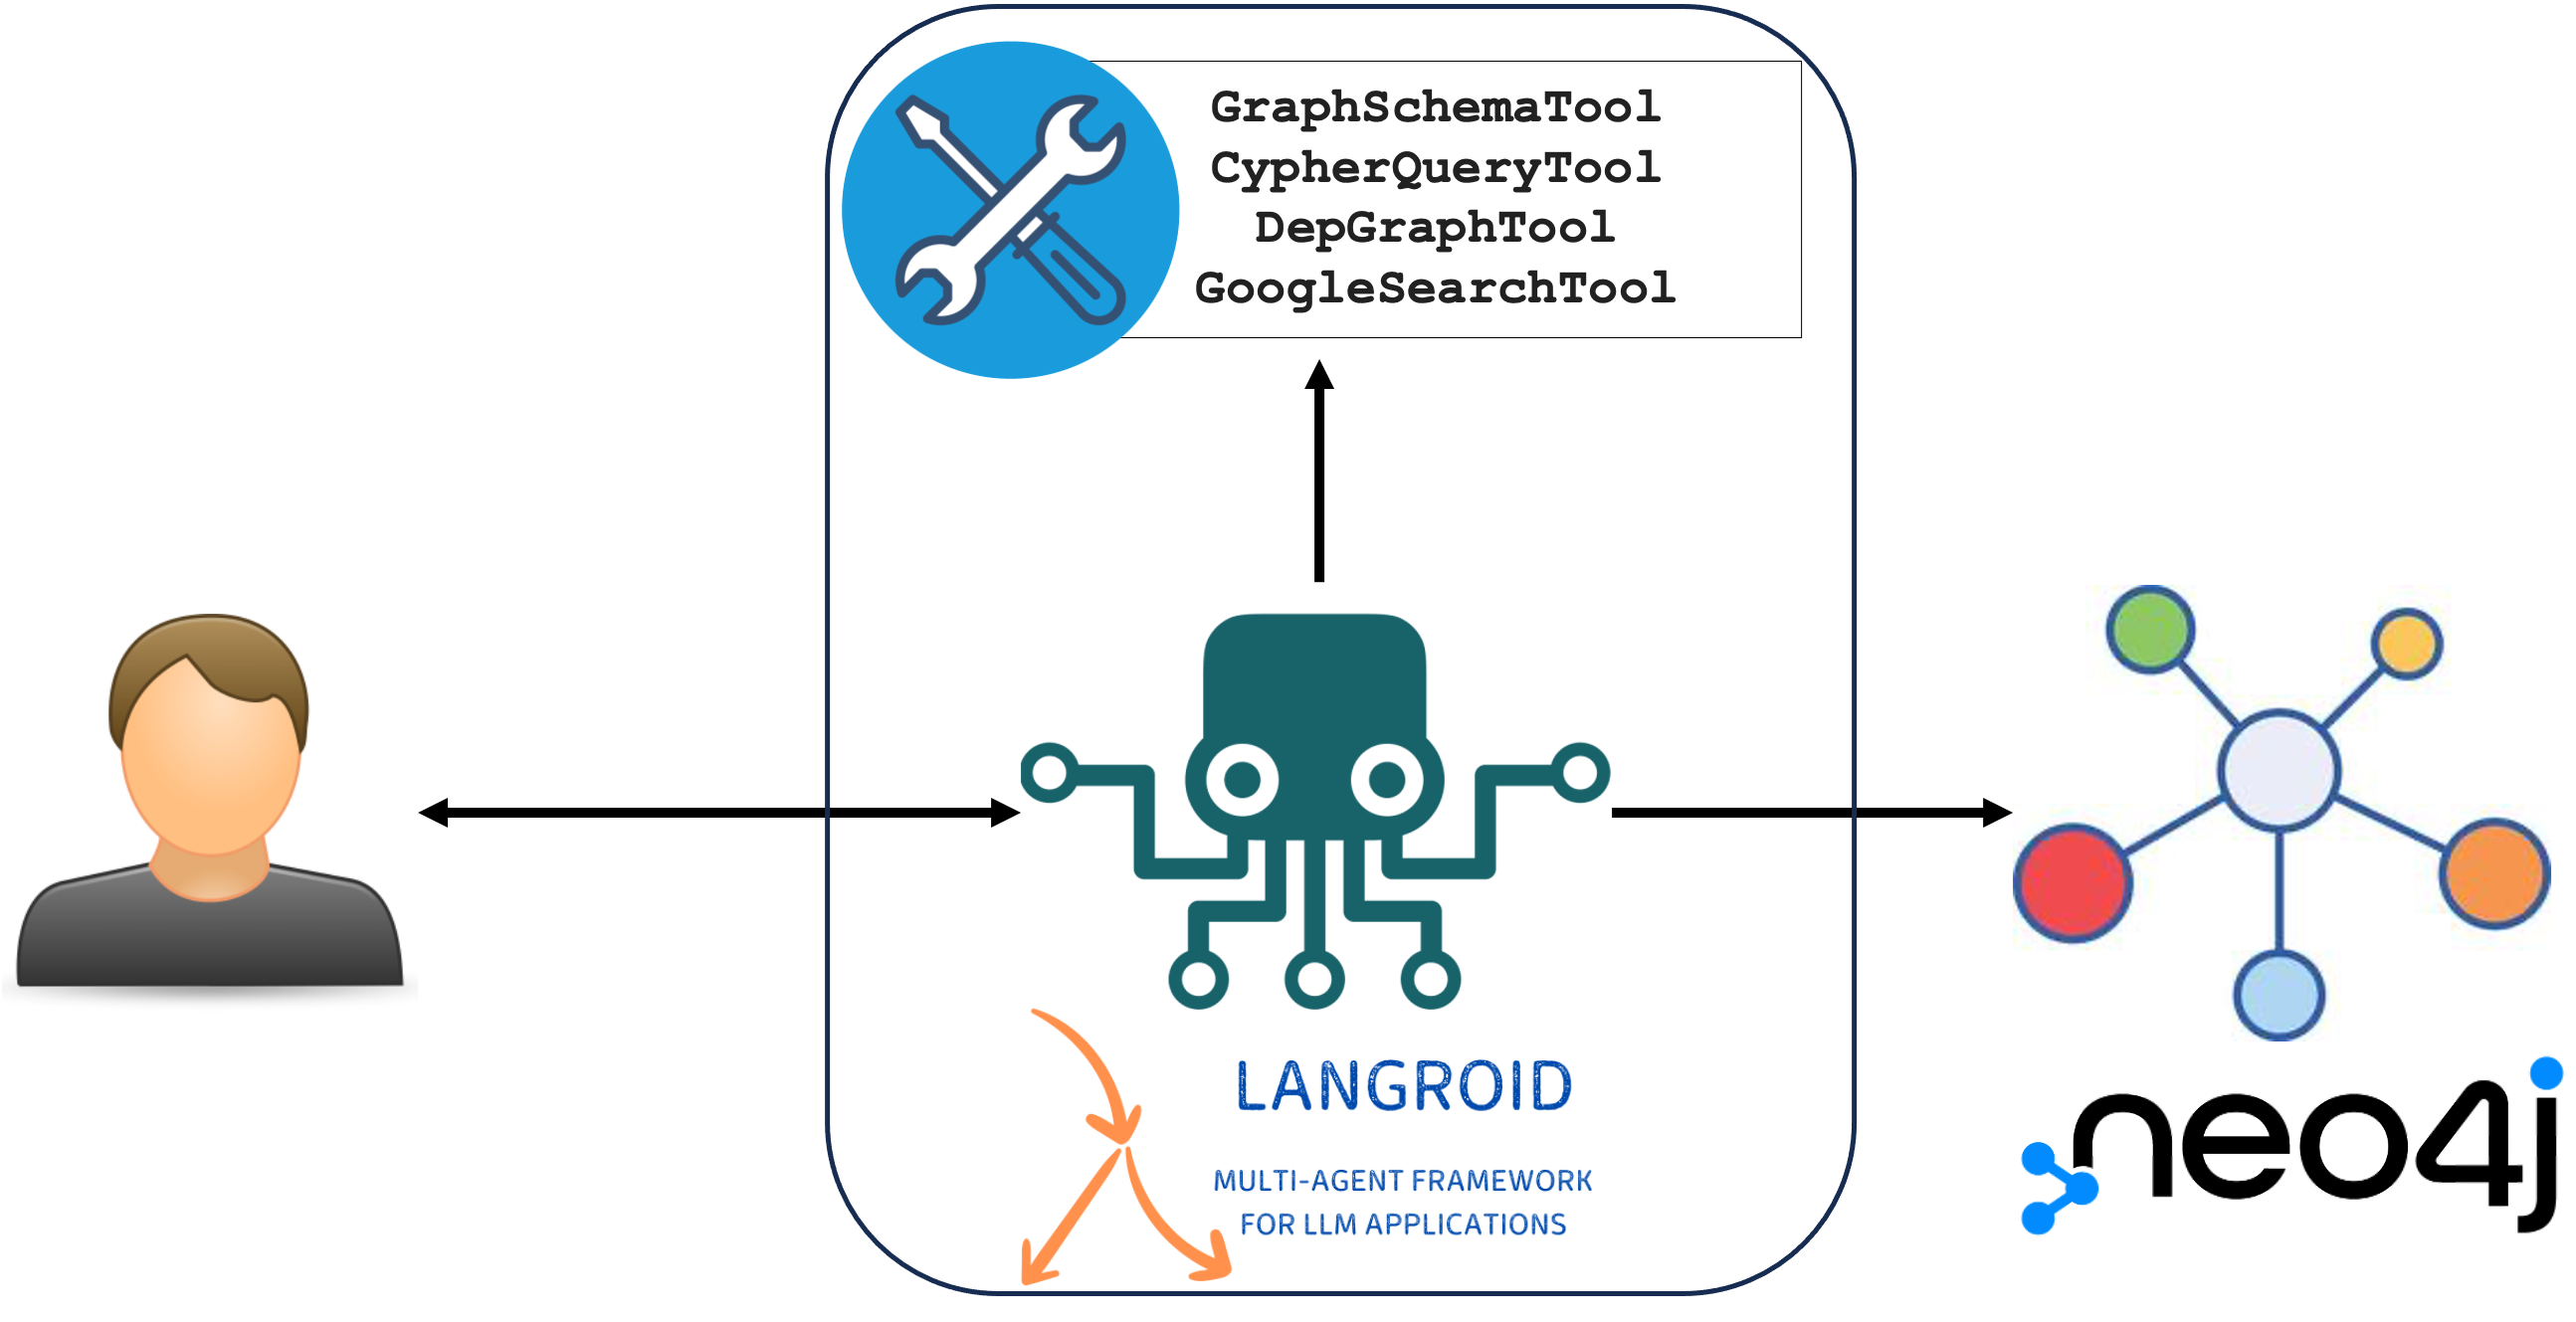 GraphSchemaTool
CypherQueryTool
DepGraphTool
GoogleSearchTool
LANGROID
MULTI-AGENT FRAMEWORK
FOR LLM APPLICATIONS
neo4j